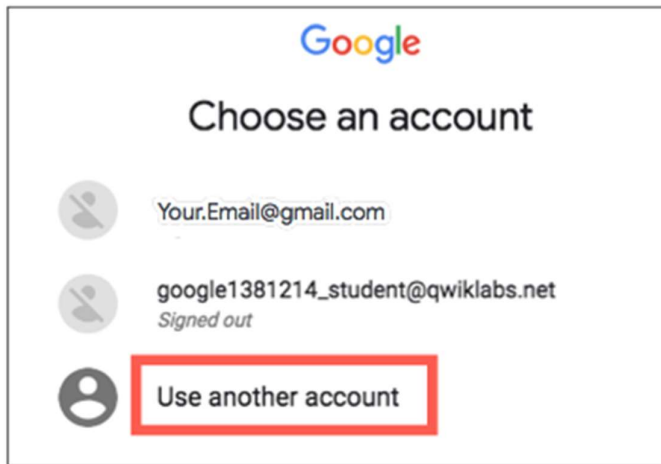 Google
Choose an account
Your.Email@gmail.com
google1381214_student@qwiklabs.net
Signed out
Use another account